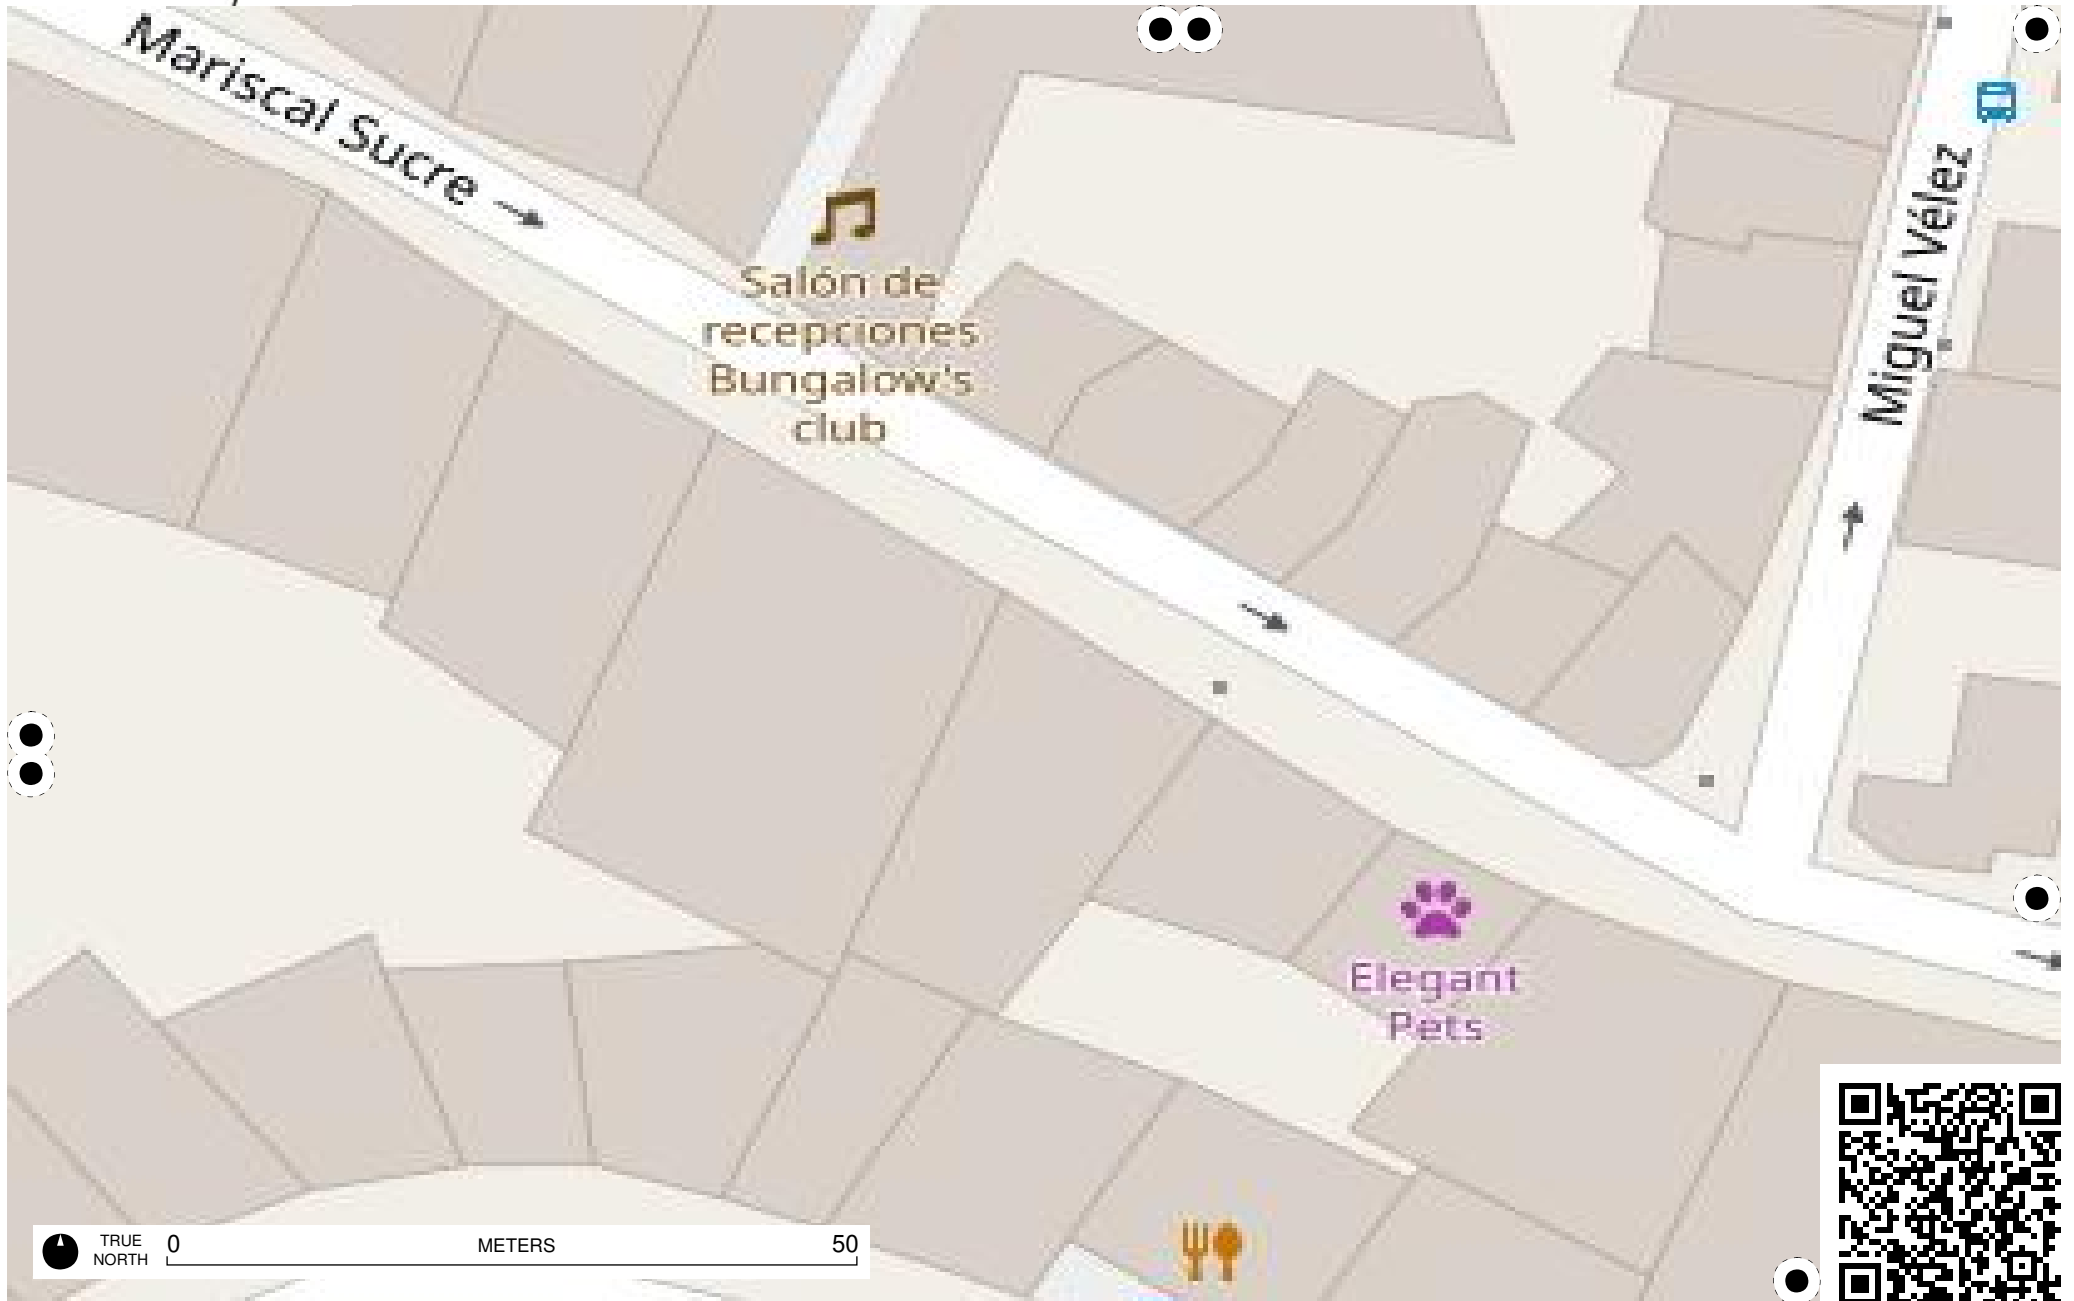 Mariscal Sucre
Miguel Vélez
Salón de
recepciones
Bungalow's
club
Elegant
Pets
TRUE
NORTH
0
METERS
50